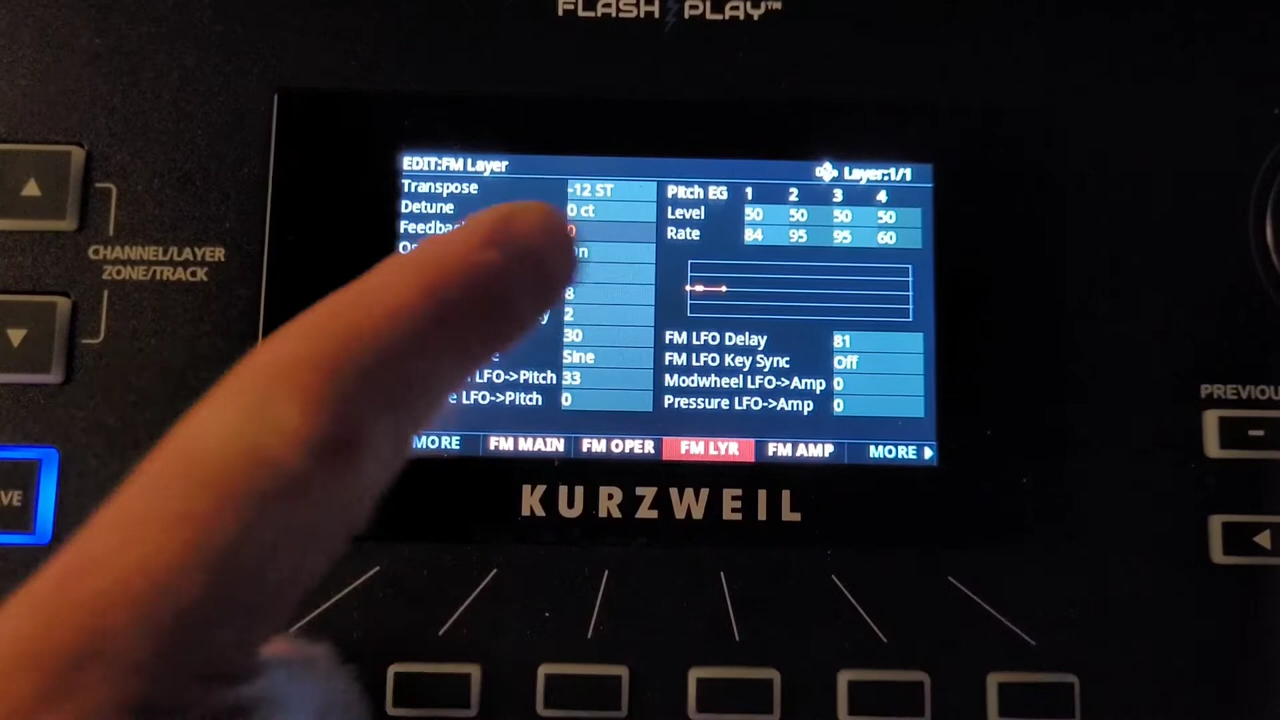 FLASH PLAY™
EDIT:FM Layer
Layer:1/1
Transpose -12 ST
Detune 0 ct
0
8
2
30
Sine
LFO->Pitch 33
LFO->Pitch 0
Pitch EG 1 2 3 4
Level 50 50 50 50
Rate 84 95 95 60
FM LFO Delay 81
FM LFO Key Sync Off
Modwheel LFO->Amp 0
Pressure LFO->Amp 0
MORE FM MAIN FM OPER FM LYR FM AMP MORE
KURZWEIL
CHANNEL/LAYER
ZONE/TRACK